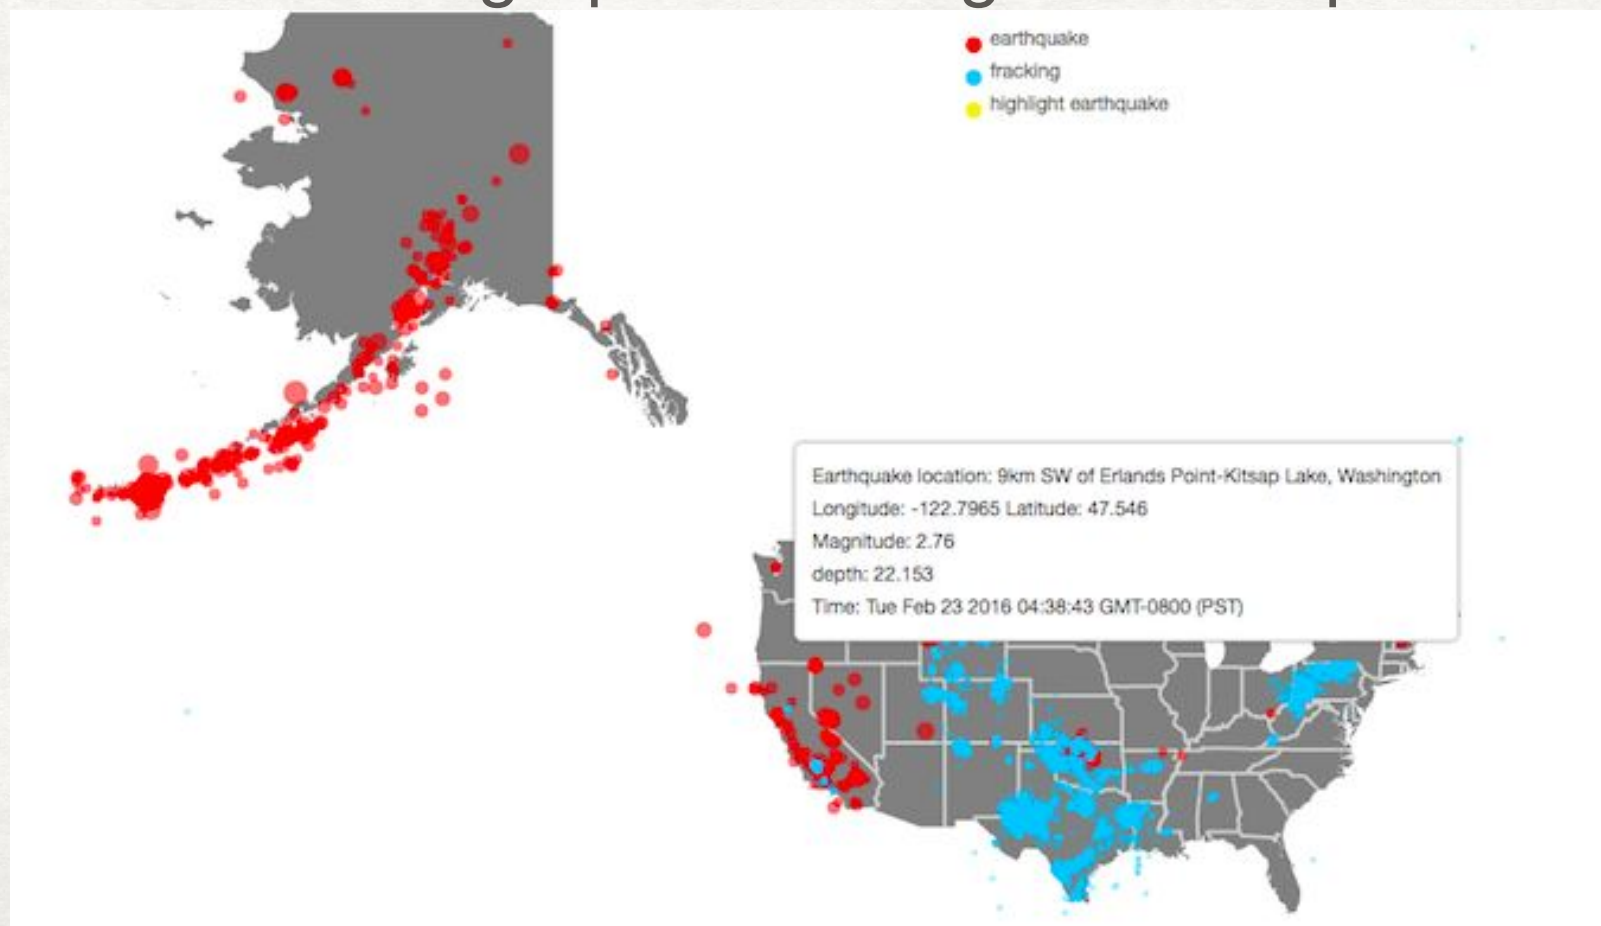 earthquake
fracking
highlight earthquake
Earthquake location: 9km SW of Erlands Point-Kitsap Lake, Washington
Longitude: -122.7965 Latitude: 47.546
Magnitude: 2.76
depth: 22.153
Time: Tue Feb 23 2016 04:38:43 GMT-0800 (PST)